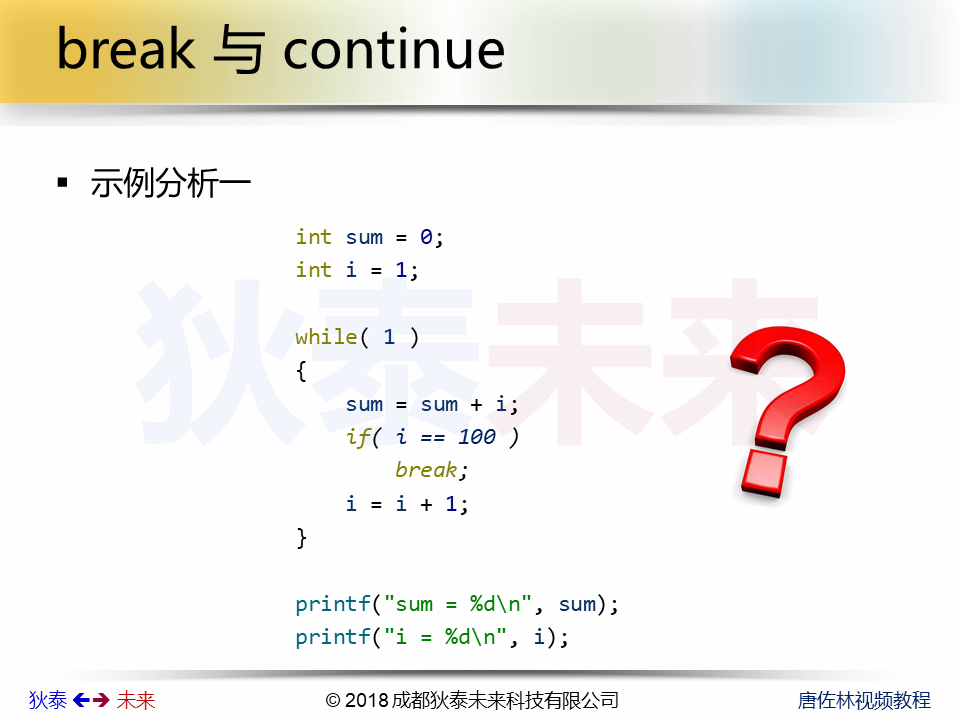 break 与 continue
▪ 示例分析一
int sum = 0;
int i = 1;
while( 1 )
{
    sum = sum + i;
    if( i == 100 )
        break;
    i = i + 1;
}
printf("sum = %d\n", sum);
printf("i = %d\n", i);
狄泰未来
狄泰 未来 © 2018 成都狄泰未来科技有限公司 唐佐林视频教程